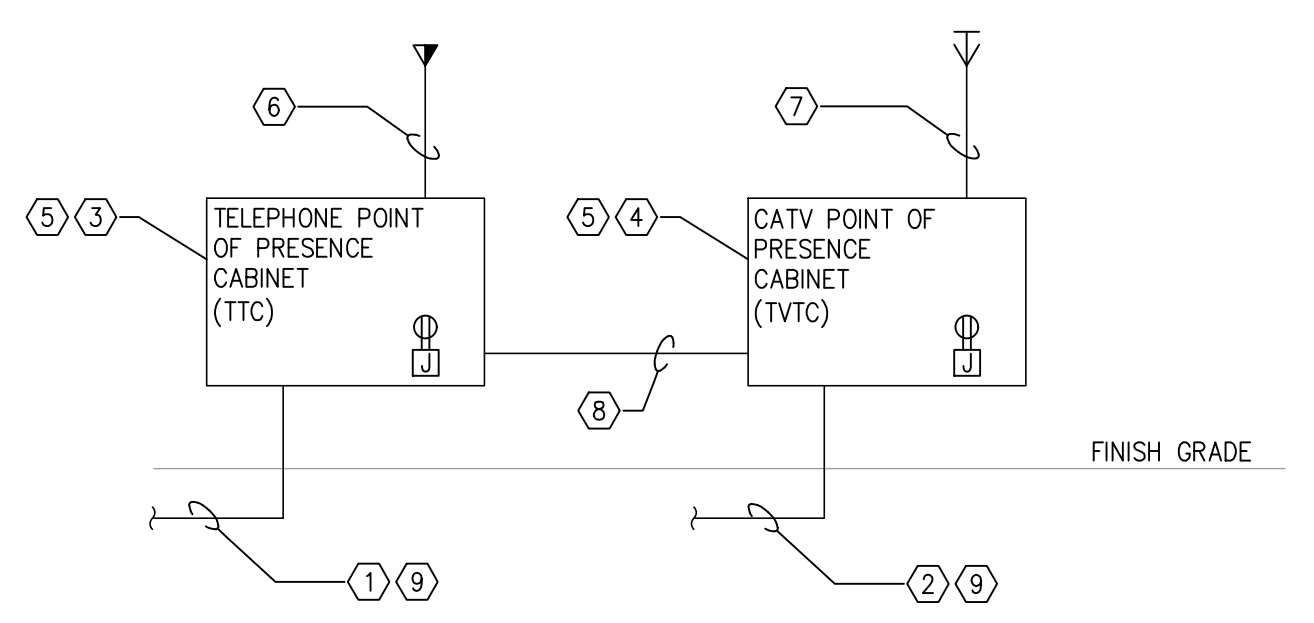 6
7
5 3
TELEPHONE POINT
OF PRESENCE
CABINET
(TTC)
J
5 4
CATV POINT OF
PRESENCE
CABINET
(TVTC)
J
8
FINISH GRADE
1 9
2 9